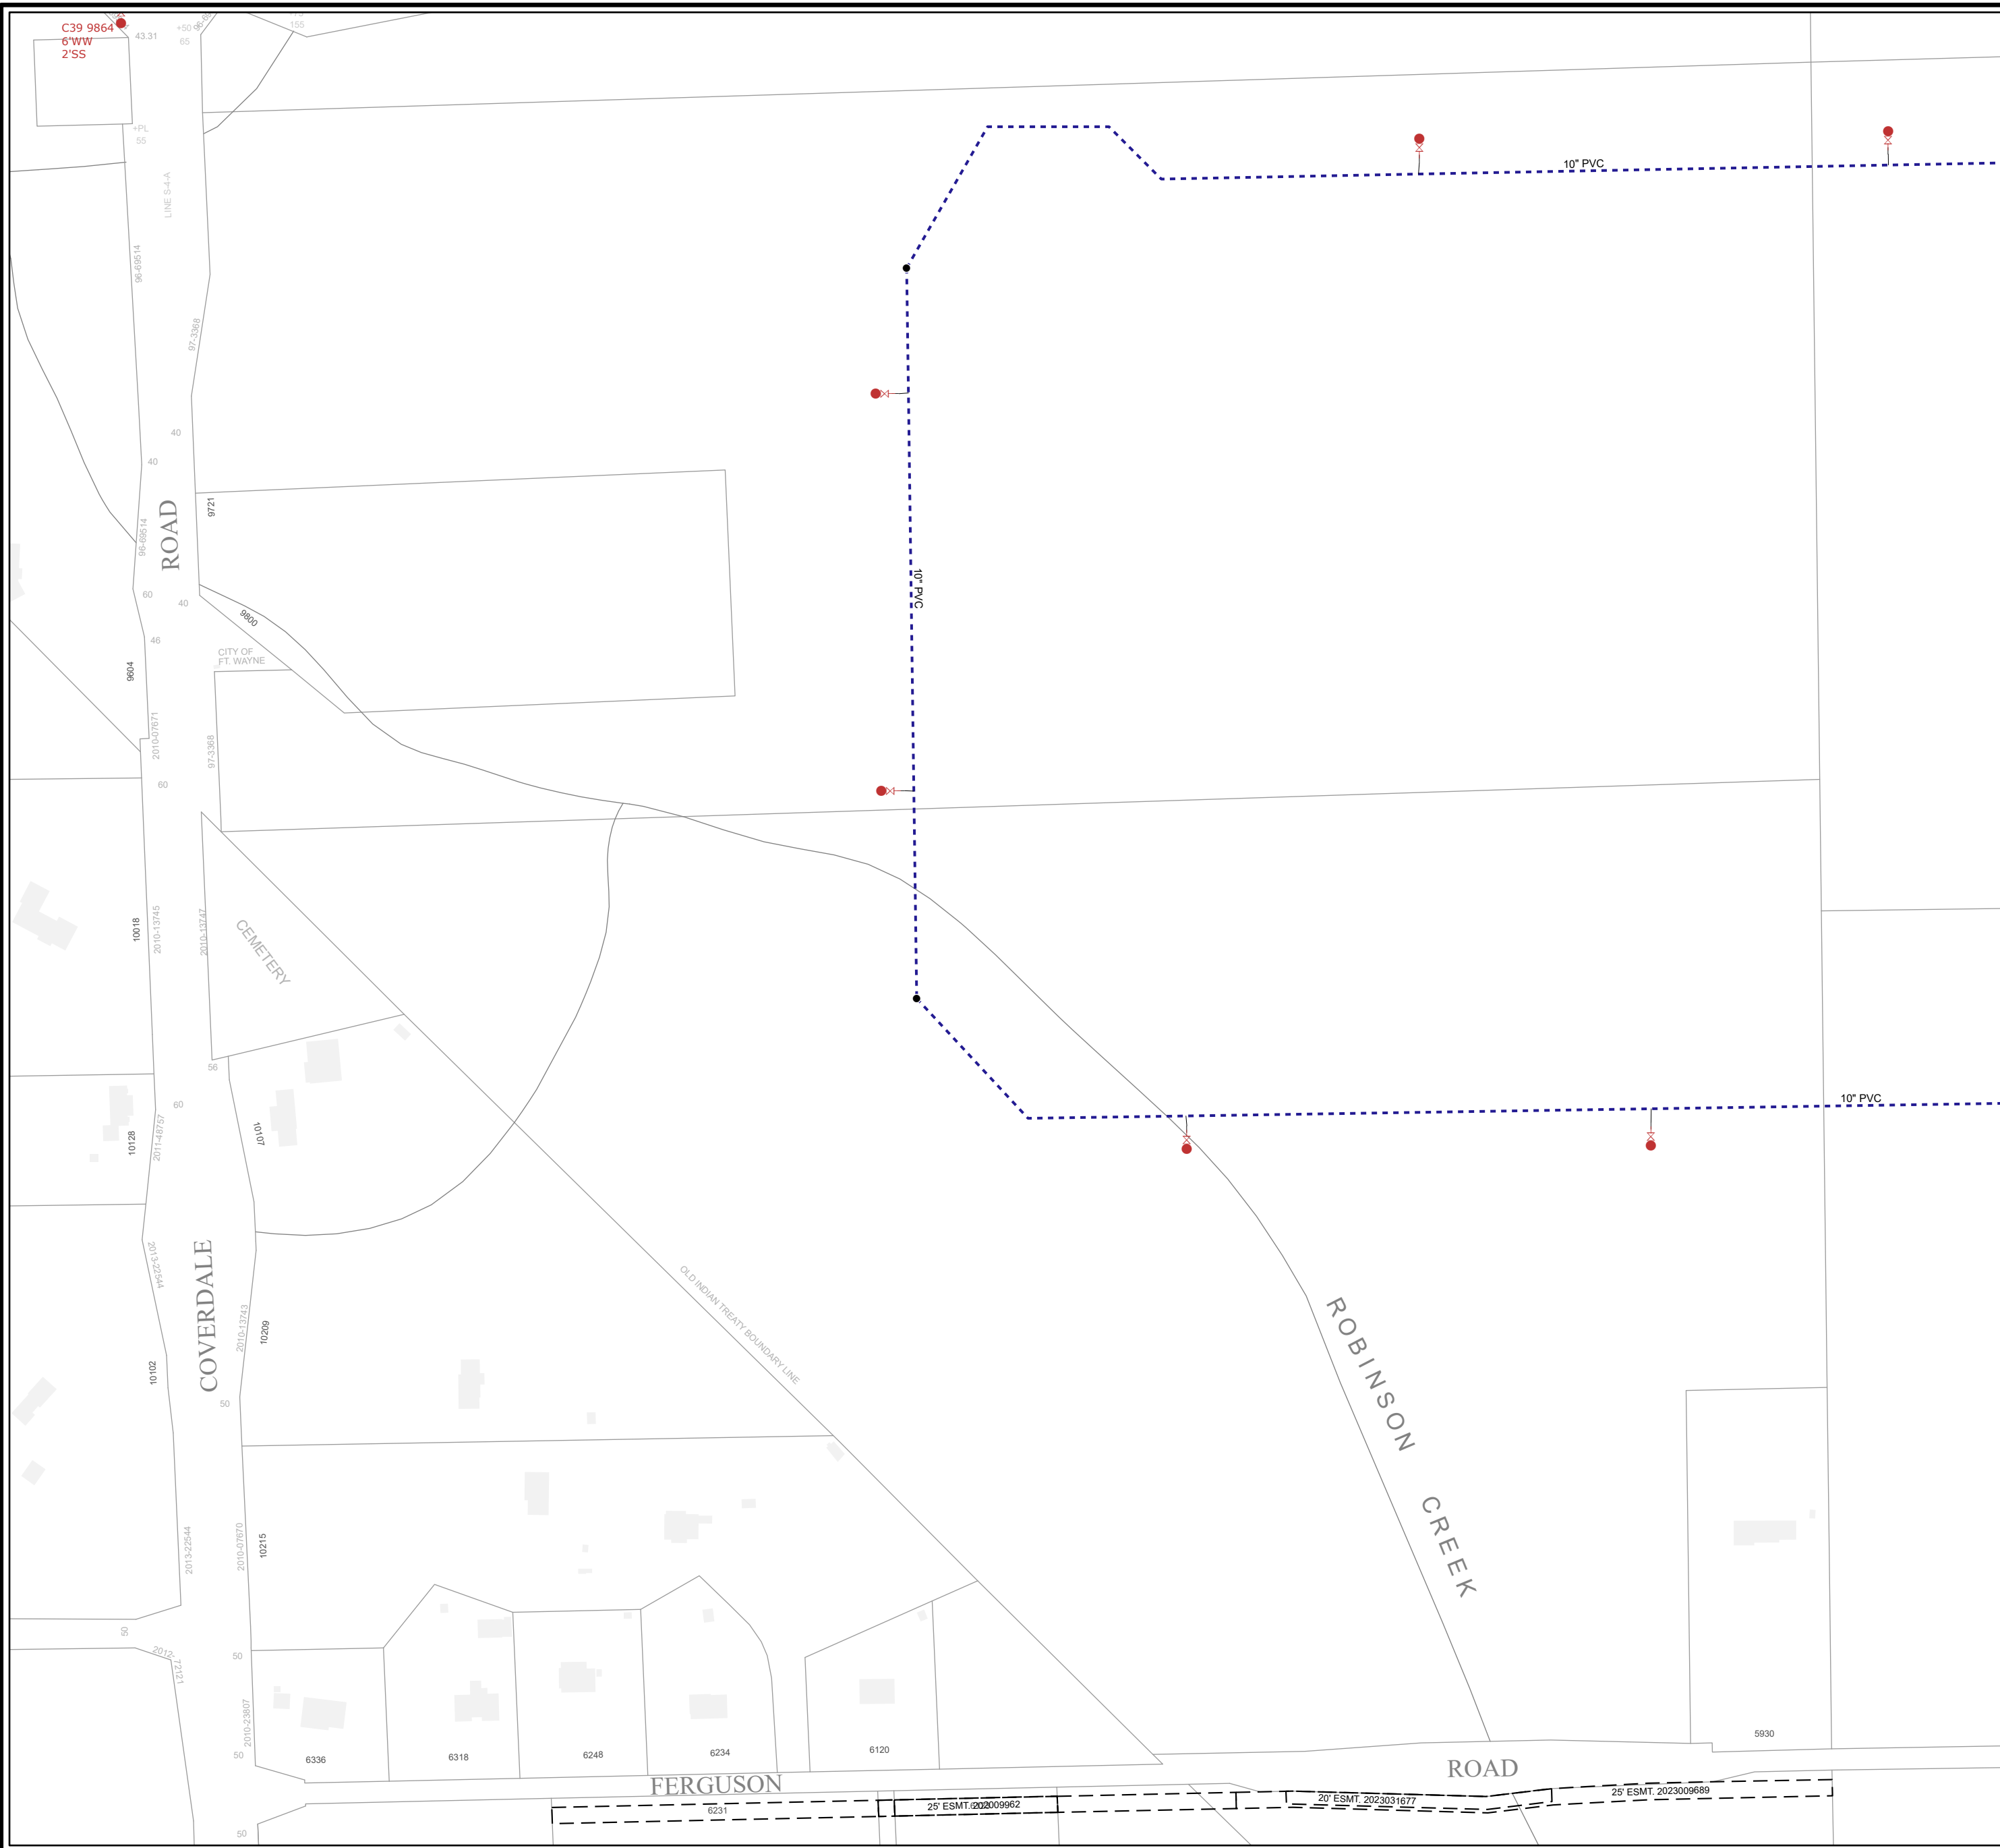 C39 9864
6'WW
2'SS
43.31
+50
65
155
+PL
55
LINE S-4-A
96-69514
97-3368
40
40
9721
96-69514
ROAD
60
40
9800
46
CITY OF
FT. WAYNE
9604
2010-07671
97-3368
60
10" PVC
10" PVC
10018
2010-13745
2010-13747
CEMETERY
56
60
10128
2011-48757
10107
10" PVC
2013-22544
COVERDALE
2010-13743
10209
10102
50
OLD INDIAN TREATY BOUNDARY LINE
ROBINSON
CREEK
2013-22544
2010-07670
10215
50
2012-
72121
50
2010-23807
50
6336
6318
6248
6234
6120
5930
FERGUSON
ROAD
6231
25' ESMT.
2009962
20' ESMT. 2023031677
25' ESMT. 2023009689
50